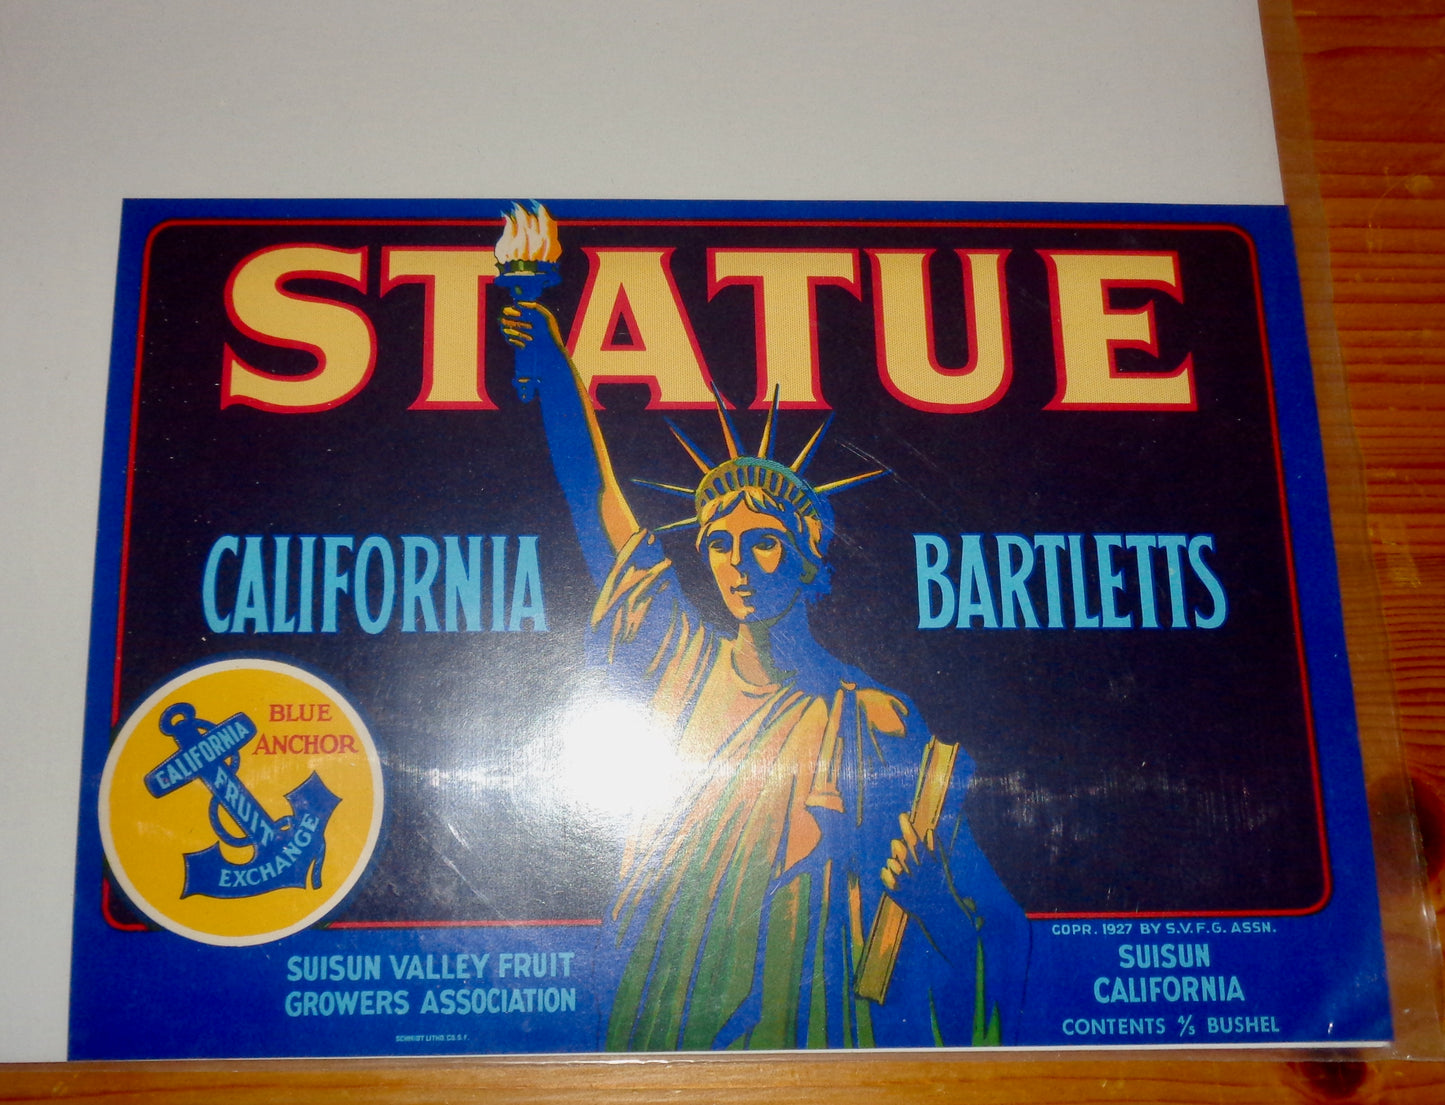 STATUE
CALIFORNIA BARTLETTS
BLUE
ANCHOR
CALIFORNIA
FRUIT
EXCHANGE
SUISUN VALLEY FRUIT
GROWERS ASSOCIATION
SCHMIDT LITHO. CO. S. F.
COPR. 1927 BY S.V.F.G. ASSN.
SUISUN
CALIFORNIA
CONTENTS 4/5 BUSHEL